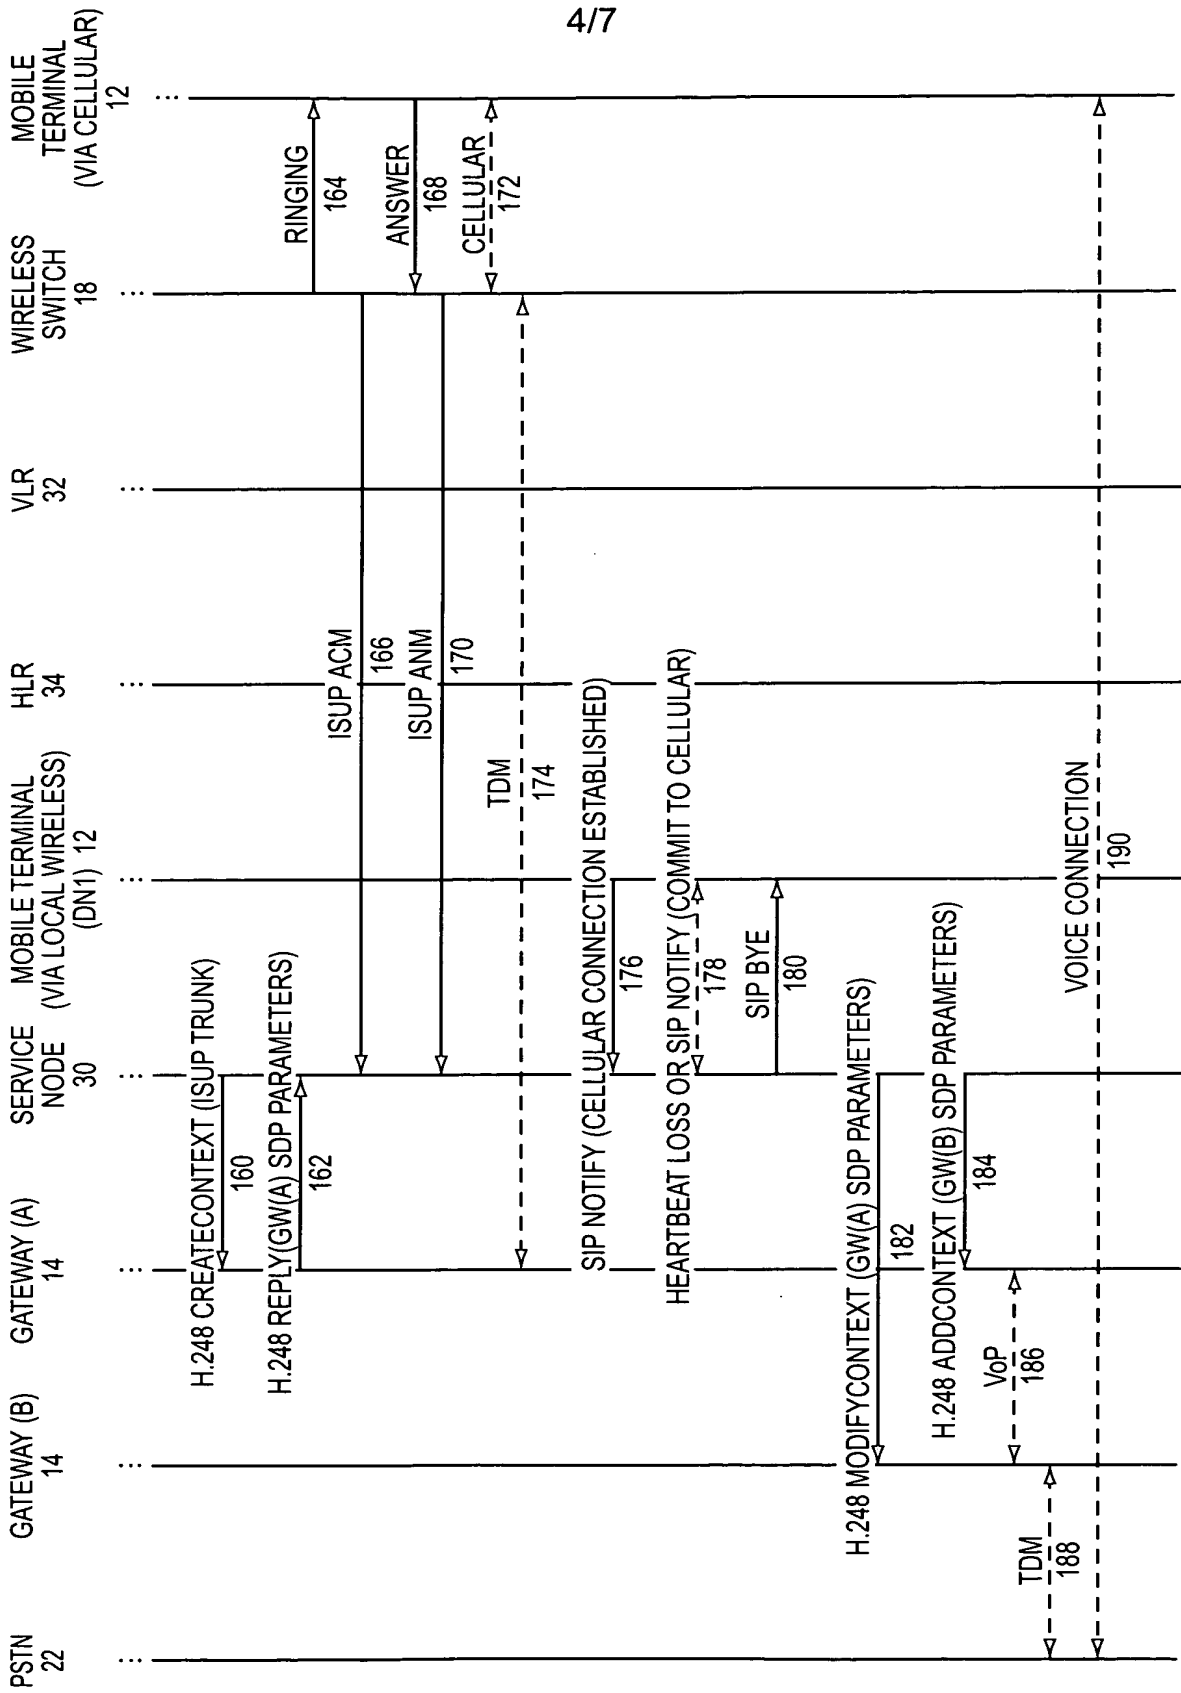 4/7
PSTN
22
GATEWAY (B)
14
GATEWAY (A)
14
SERVICE
NODE
30
MOBILE TERMINAL
(VIA LOCAL WIRELESS)
(DN1) 12
HLR
34
VLR
32
WIRELESS
SWITCH
18
MOBILE
TERMINAL
(VIA CELLULAR)
12
...
...
...
...
...
...
...
...
...
H.248 CREATECONTEXT (ISUP TRUNK)
160
H.248 REPLY(GW(A) SDP PARAMETERS)
162
RINGING
164
ISUP ACM
166
ANSWER
168
ISUP ANM
170
CELLULAR
172
TDM
174
SIP NOTIFY (CELLULAR CONNECTION ESTABLISHED)
176
HEARTBEAT LOSS OR SIP NOTIFY (COMMIT TO CELLULAR)
178
SIP BYE
180
H.248 MODIFYCONTEXT (GW(A) SDP PARAMETERS)
182
H.248 ADDCONTEXT (GW(B) SDP PARAMETERS)
184
VoP
186
TDM
188
VOICE CONNECTION
190